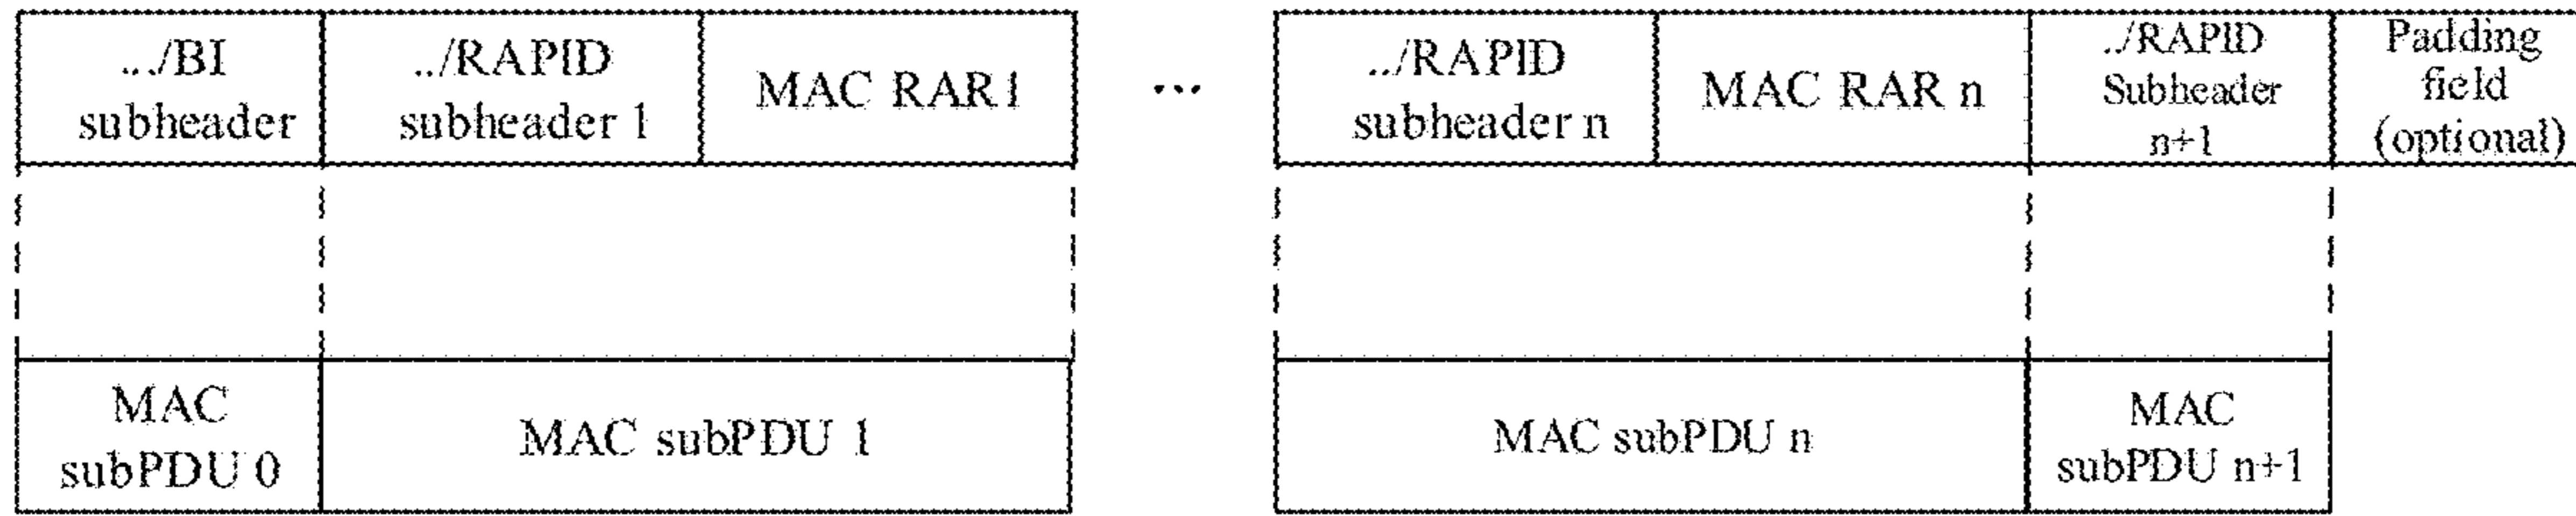 .../BI
subheader
../RAPID
subheader 1
MAC RAR1
...
../RAPID
subheader n
MAC RAR n
../RAPID
Subheader
n+1
Padding
field
(optional)
MAC
subPDU 0
MAC subPDU 1
MAC subPDU n
MAC
subPDU n+1